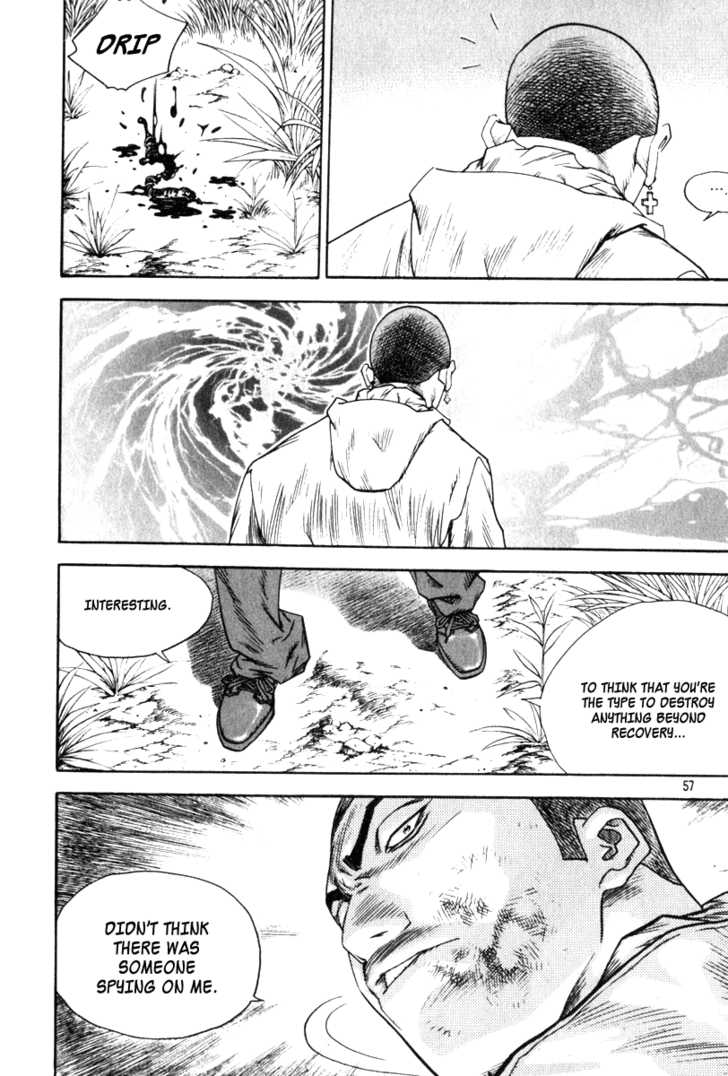 ...
DRIP
TO THINK THAT YOU'RE
THE TYPE TO DESTROY
ANYTHING BEYOND
RECOVERY...
INTERESTING.
57
DIDN'T THINK
THERE WAS
SOMEONE
SPYING ON ME.